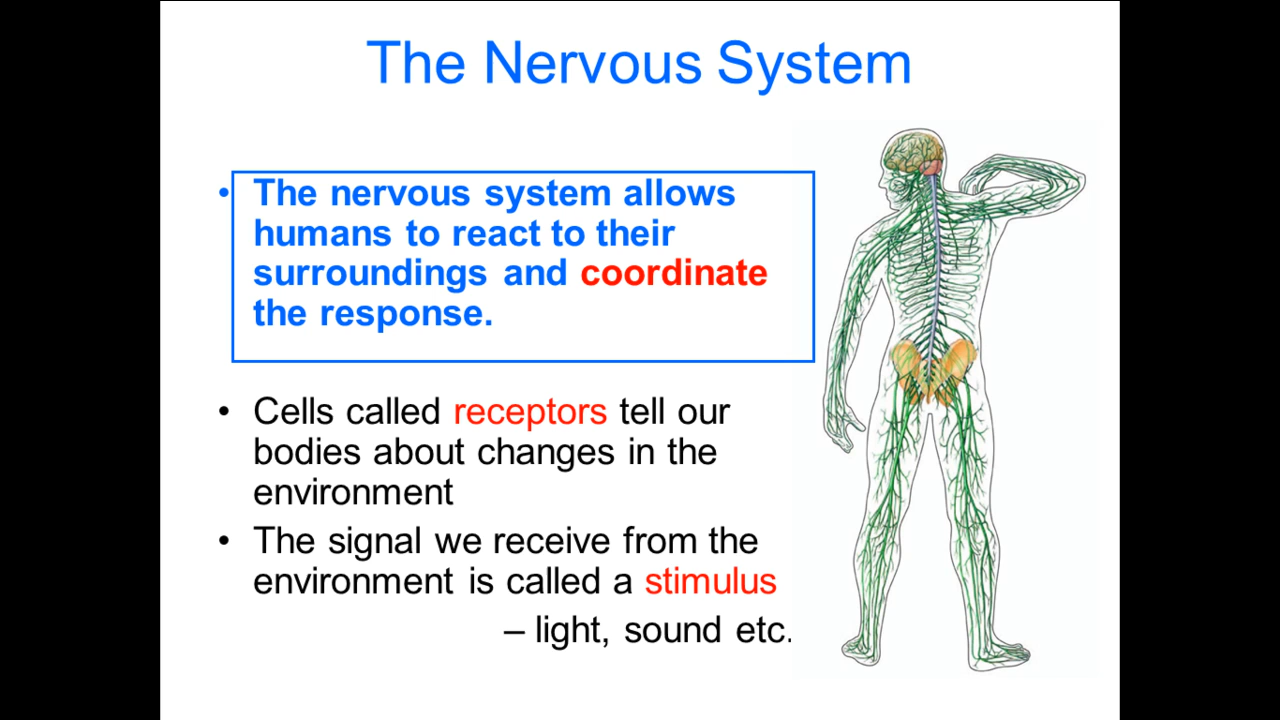 The Nervous System
• The nervous system allows
humans to react to their
surroundings and coordinate
the response.
• Cells called receptors tell our
bodies about changes in the
environment
• The signal we receive from the
environment is called a stimulus
– light, sound etc.